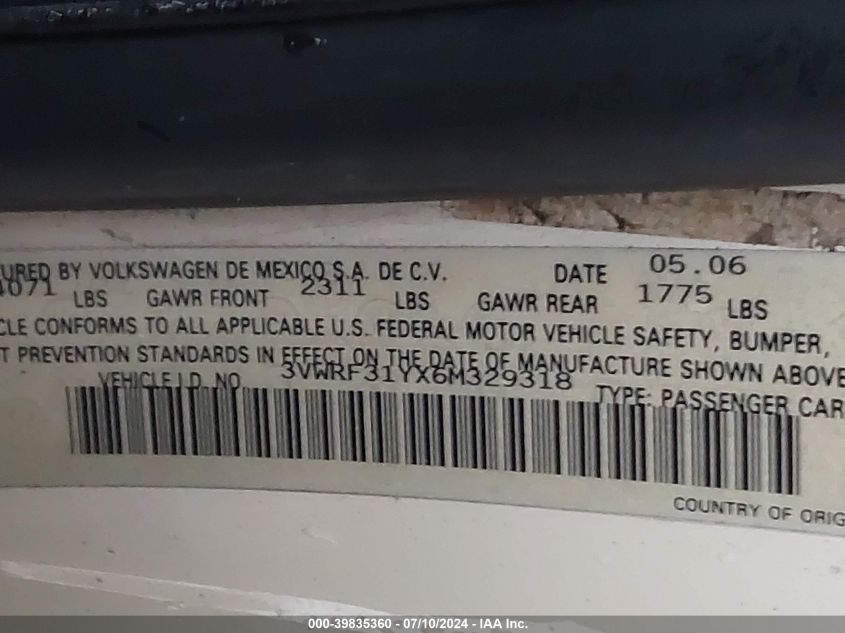 URED BY VOLKSWAGEN DE MEXICO S.A. DE C.V. DATE 05.06
4071 LBS GAWR FRONT 2311 LBS GAWR REAR 1775 LBS
CLE CONFORMS TO ALL APPLICABLE U.S. FEDERAL MOTOR VEHICLE SAFETY, BUMPER,
T PREVENTION STANDARDS IN EFFECT ON THE DATE OF MANUFACTURE SHOWN ABOVE
VEHICLE I.D. NO. 3VWRF31YX6M329318 TYPE: PASSENGER CAR
COUNTRY OF ORIG
000-39835360 - 07/10/2024 - IAA Inc.